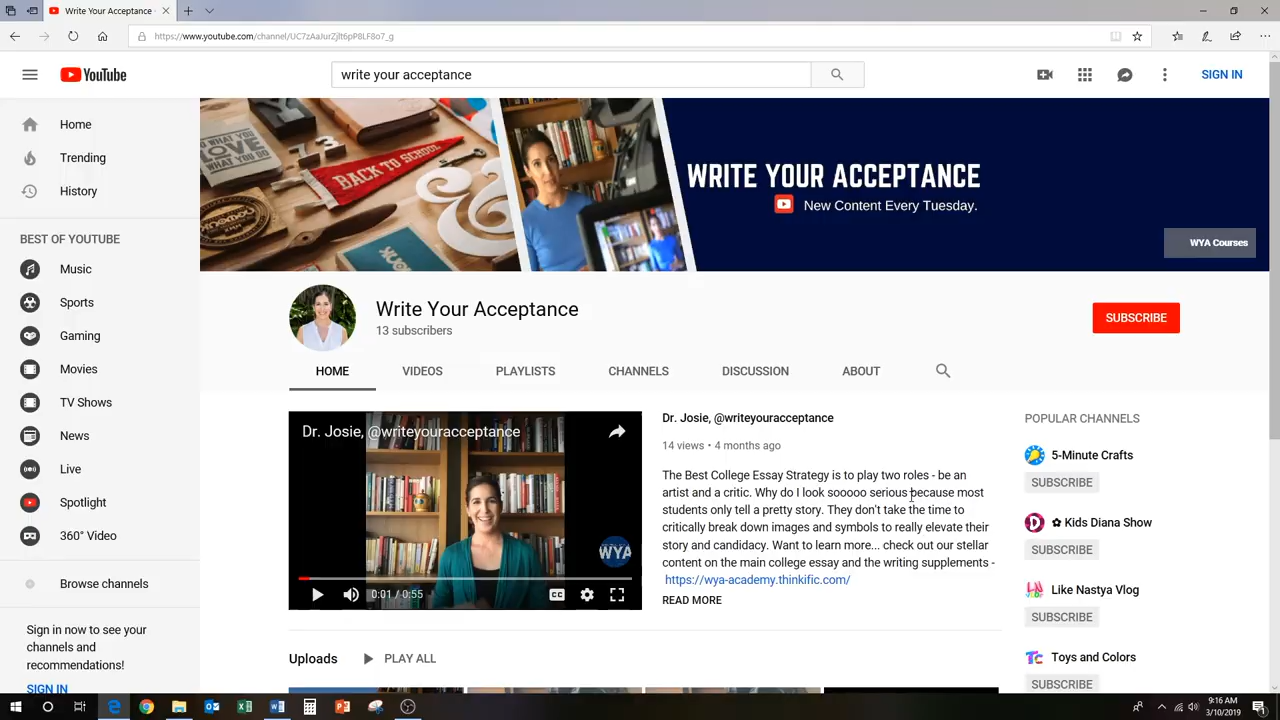 Write Your Acceptance -
https://www.youtube.com/channel/UC7zAaJurZjlt6pP8LF8o7_g
YouTube
write your acceptance
SIGN IN
Home
Trending
History
BEST OF YOUTUBE
Music
Sports
Gaming
Movies
TV Shows
News
Live
Spotlight
360° Video
Browse channels
Sign in now to see your
channels and
recommendations!
SIGN IN
DO WHAT YOU
LOVE
WHAT YOU DO
BACK TO SCHOOL
WRITE YOUR ACCEPTANCE
New Content Every Tuesday.
WYA Courses
Write Your Acceptance
13 subscribers
SUBSCRIBE
HOME
VIDEOS
PLAYLISTS
CHANNELS
DISCUSSION
ABOUT
Dr. Josie, @writeyouracceptance
WYA
0:01 / 0:55
CC
Dr. Josie, @writeyouracceptance
14 views • 4 months ago
The Best College Essay Strategy is to play two roles - be an
artist and a critic. Why do I look sooooo serious because most
students only tell a pretty story. They don't take the time to
critically break down images and symbols to really elevate their
story and candidacy. Want to learn more... check out our stellar
content on the main college essay and the writing supplements -
https://wya-academy.thinkific.com/
READ MORE
Uploads
PLAY ALL
POPULAR CHANNELS
5-Minute Crafts
SUBSCRIBE
✿ Kids Diana Show
SUBSCRIBE
Like Nastya Vlog
SUBSCRIBE
Toys and Colors
SUBSCRIBE
9:16 AM
3/10/2019